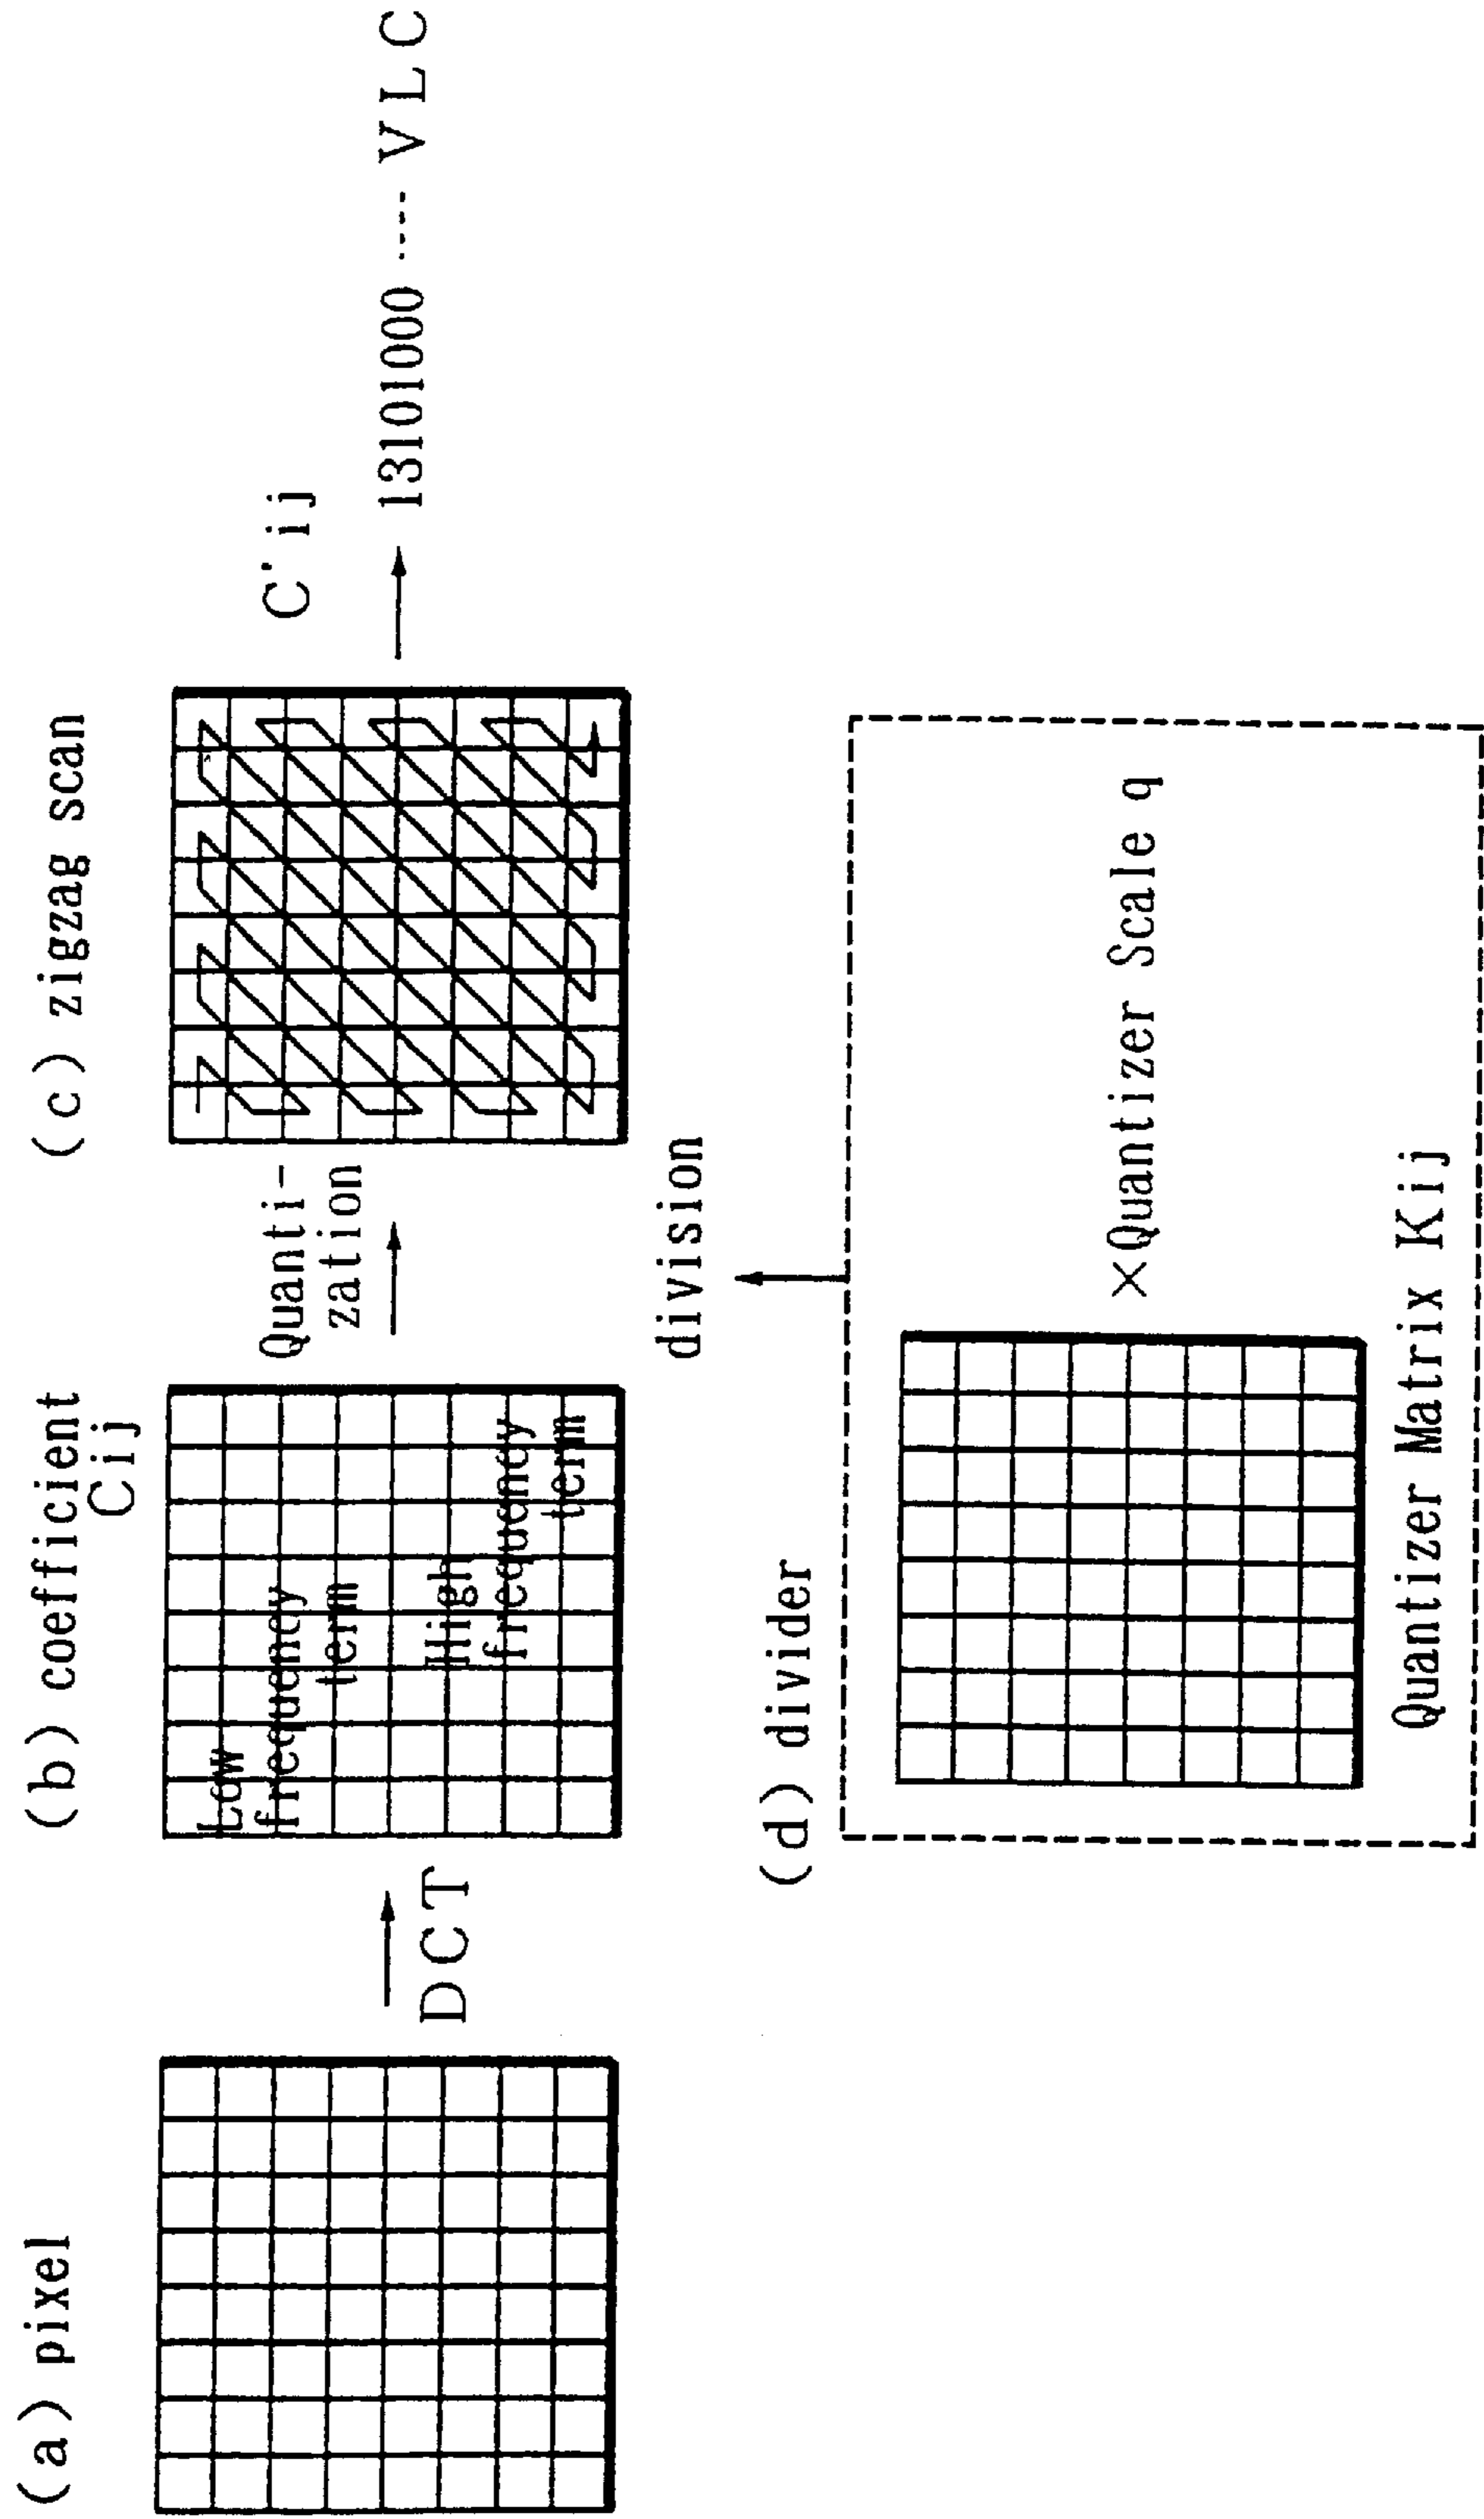 (a) pixel
DCT
(b) coefficient
Cij
Low
frequency
term
High
frequency
term
Quanti-
zation
division
(c) zigzag scan
C'ij
13101000 ---- VLC
(d) divider
×Quantizer Scale q
Quantizer Matrix Kij